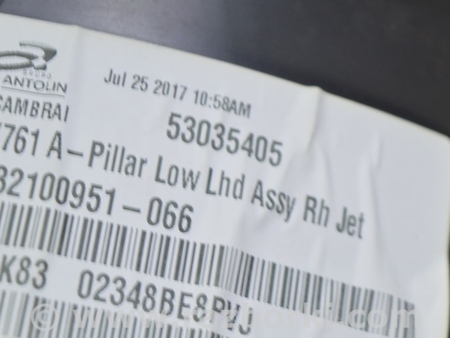 GRUPO
ANTOLIN
CAMBRAI
Jul 25 2017 10:58AM
53035405
761 A-Pillar Low Lhd Assy Rh Jet
32100951-066
K83 02348BE8PVJ